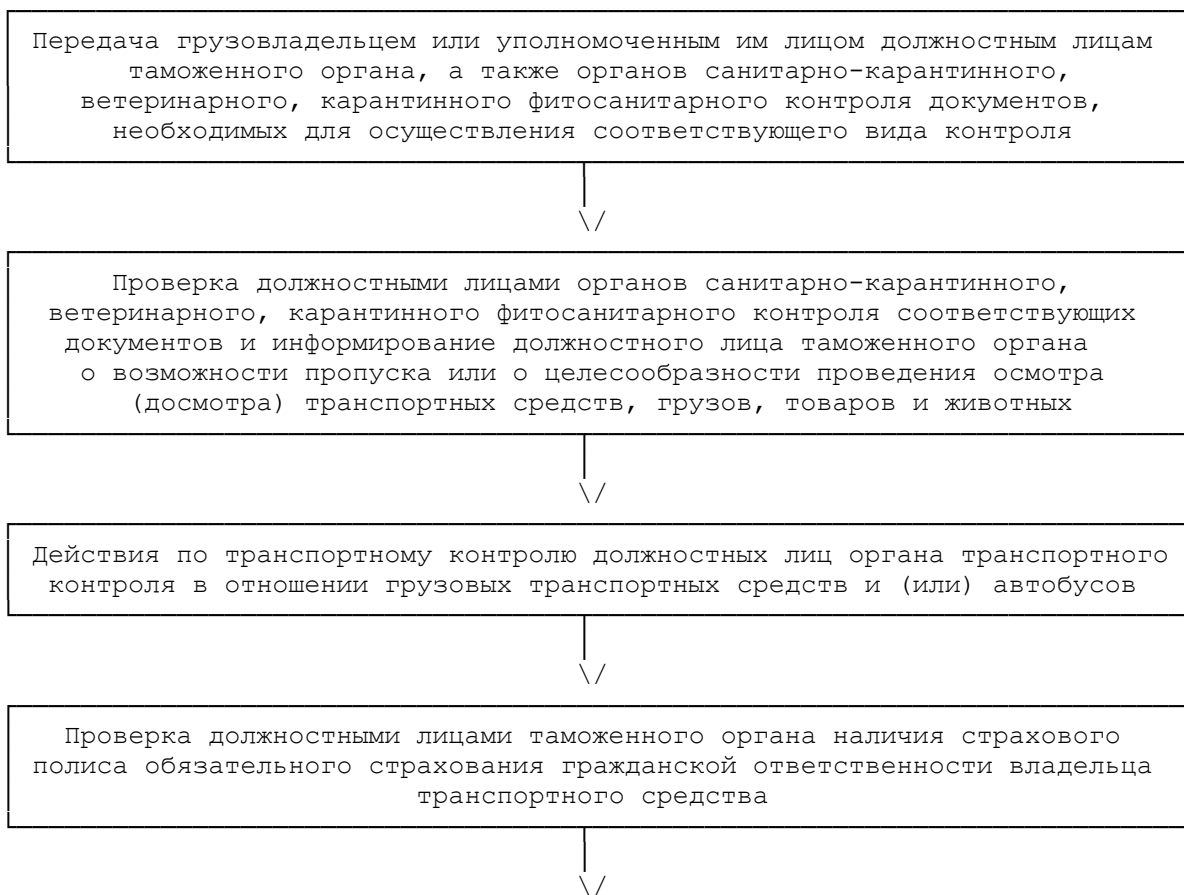 Передача грузовладельцем или уполномоченным им лицом должностным лицам
таможенного органа, а также органов санитарно-карантинного,
ветеринарного, карантинного фитосанитарного контроля документов,
необходимых для осуществления соответствующего вида контроля
\/
Проверка должностными лицами органов санитарно-карантинного,
ветеринарного, карантинного фитосанитарного контроля соответствующих
документов и информирование должностного лица таможенного органа
о возможности пропуска или о целесообразности проведения осмотра
(досмотра) транспортных средств, грузов, товаров и животных
\/
Действия по транспортному контролю должностных лиц органа транспортного
контроля в отношении грузовых транспортных средств и (или) автобусов
\/
Проверка должностными лицами таможенного органа наличия страхового
полиса обязательного страхования гражданской ответственности владельца
транспортного средства
\/